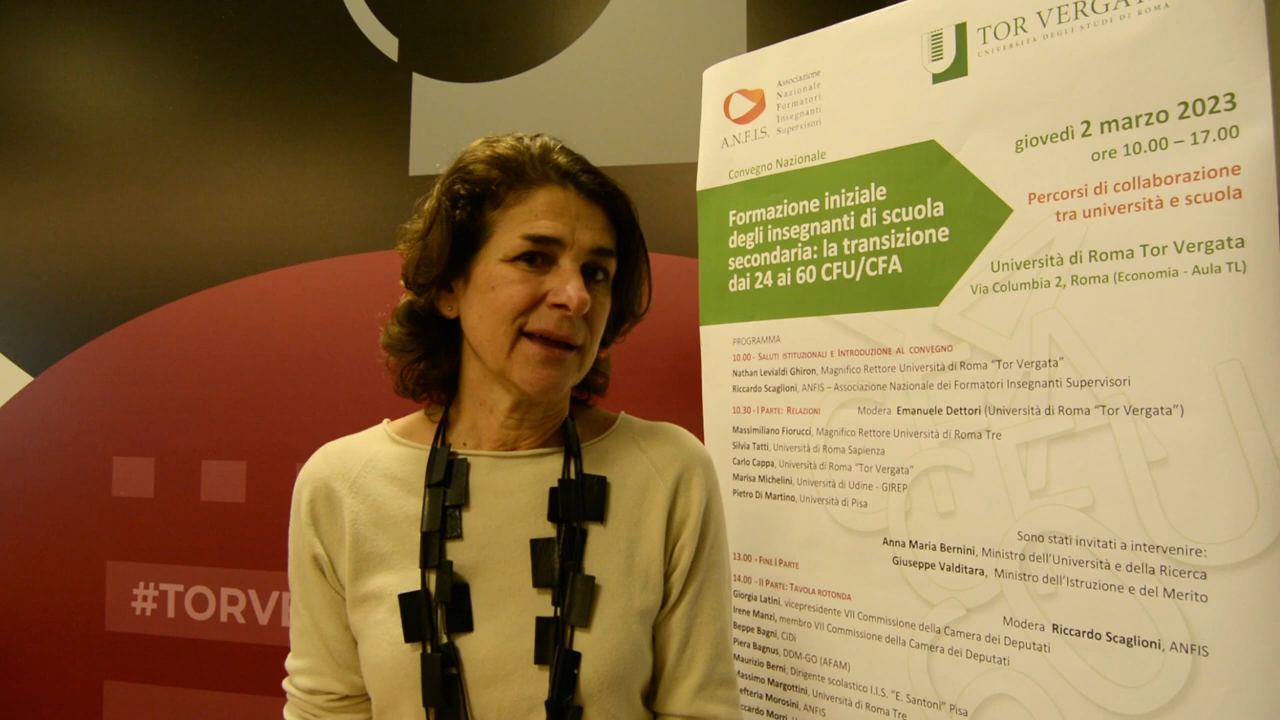 TOR VERGATA
UNIVERSITÀ DEGLI STUDI DI ROMA
Associazione
Nazionale
Formatori
Insegnanti
Supervisori
A.N.F.I.S.
giovedì 2 marzo 2023
ore 10.00 – 17.00
Convegno Nazionale
Formazione iniziale
degli insegnanti di scuola
secondaria: la transizione
dai 24 ai 60 CFU/CFA
Percorsi di collaborazione
tra università e scuola
Università di Roma Tor Vergata
Via Columbia 2, Roma (Economia - Aula TL)
PROGRAMMA
10.00 - SALUTI ISTITUZIONALI E INTRODUZIONE AL CONVEGNO
Nathan Levialdi Ghiron, Magnifico Rettore Università di Roma "Tor Vergata"
Riccardo Scaglioni, ANFIS – Associazione Nazionale dei Formatori Insegnanti Supervisori
10.30 - I PARTE: RELAZIONI Modera Emanuele Dettori (Università di Roma "Tor Vergata")
Massimiliano Fiorucci, Magnifico Rettore Università di Roma Tre
Silvia Tatti, Università di Roma Sapienza
Carlo Cappa, Università di Roma "Tor Vergata"
Marisa Michelini, Università di Udine - GIREP
Pietro Di Martino, Università di Pisa
Sono stati invitati a intervenire:
Anna Maria Bernini, Ministro dell'Università e della Ricerca
Giuseppe Valditara, Ministro dell'Istruzione e del Merito
13.00 - FINE I PARTE
14.00 - II PARTE: TAVOLA ROTONDA
Modera Riccardo Scaglioni, ANFIS
Giorgia Latini, vicepresidente VII Commissione della Camera dei Deputati
Irene Manzi, membro VII Commissione della Camera dei Deputati
Beppe Bagni, CiDi
Piera Bagnus, DDM-GO (AFAM)
Maurizio Berni, Dirigente scolastico I.I.S. "E. Santoni" Pisa
Massimo Margottini, Università di Roma Tre
efteria Morosini, ANFIS
ccardo Morri,
#TORVE